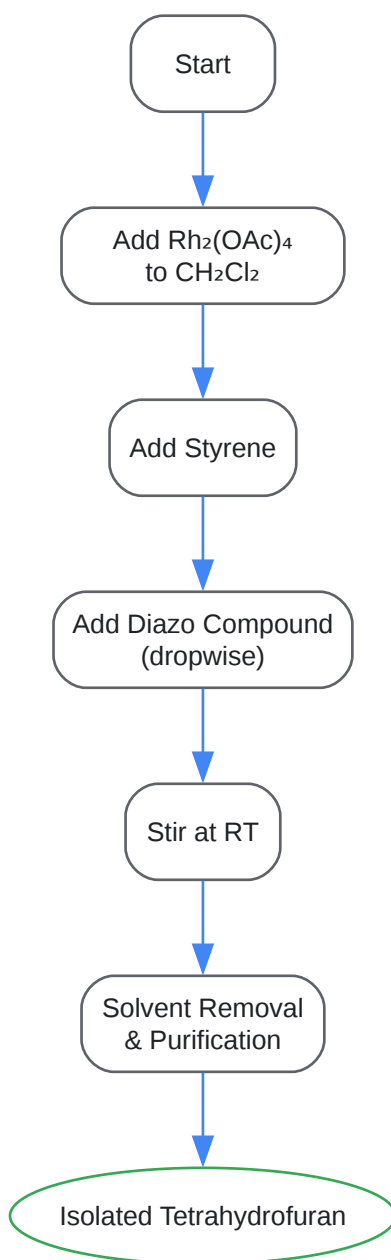 Start
Add Rh₂(OAc)₄
to CH₂Cl₂
Add Styrene
Add Diazo Compound
(dropwise)
Stir at RT
Solvent Removal
& Purification
Isolated Tetrahydrofuran